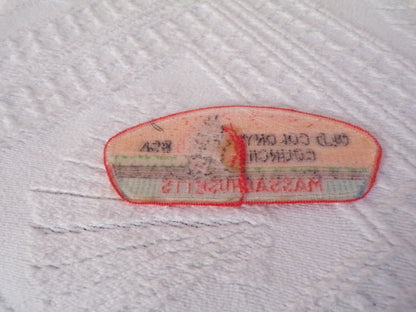 OLD COLONY
COUNCIL
BSA
MASSACHUSETTS